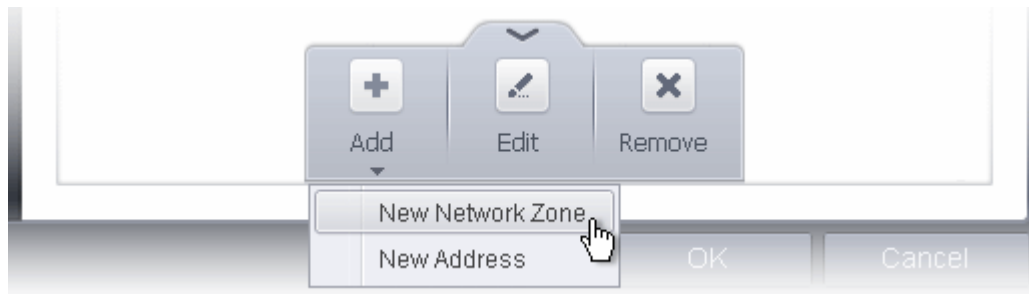 Add Edit Remove
New Network Zone
New Address
OK Cancel